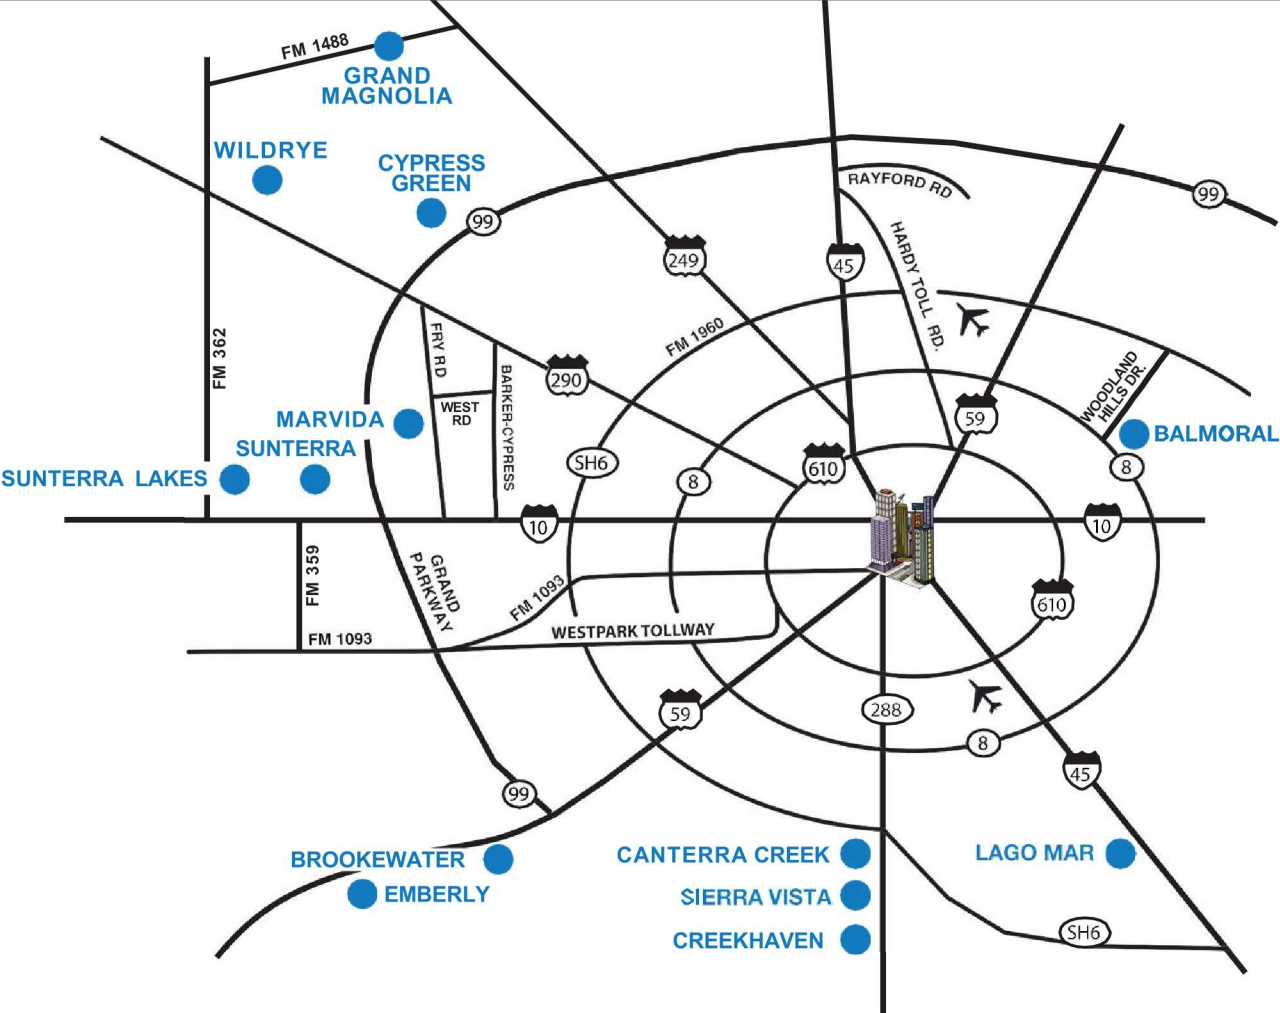 FM 1488
GRAND
MAGNOLIA
WILDRYE
CYPRESS
GREEN
99
RAYFORD RD
99
249
45
HARDY TOLL RD.
FM 1960
FM 362
FRY RD
290
BARKER-CYPRESS
WEST
RD
WOODLAND
HILLS DR.
59
MARVIDA
BALMORAL
SUNTERRA
SH6
610
8
8
SUNTERRA LAKES
10
10
FM 359
GRAND
PARKWAY
FM 1093
610
FM 1093
WESTPARK TOLLWAY
59
288
8
45
99
BROOKEWATER
CANTERRA CREEK
LAGO MAR
EMBERLY
SIERRA VISTA
CREEKHAVEN
SH6